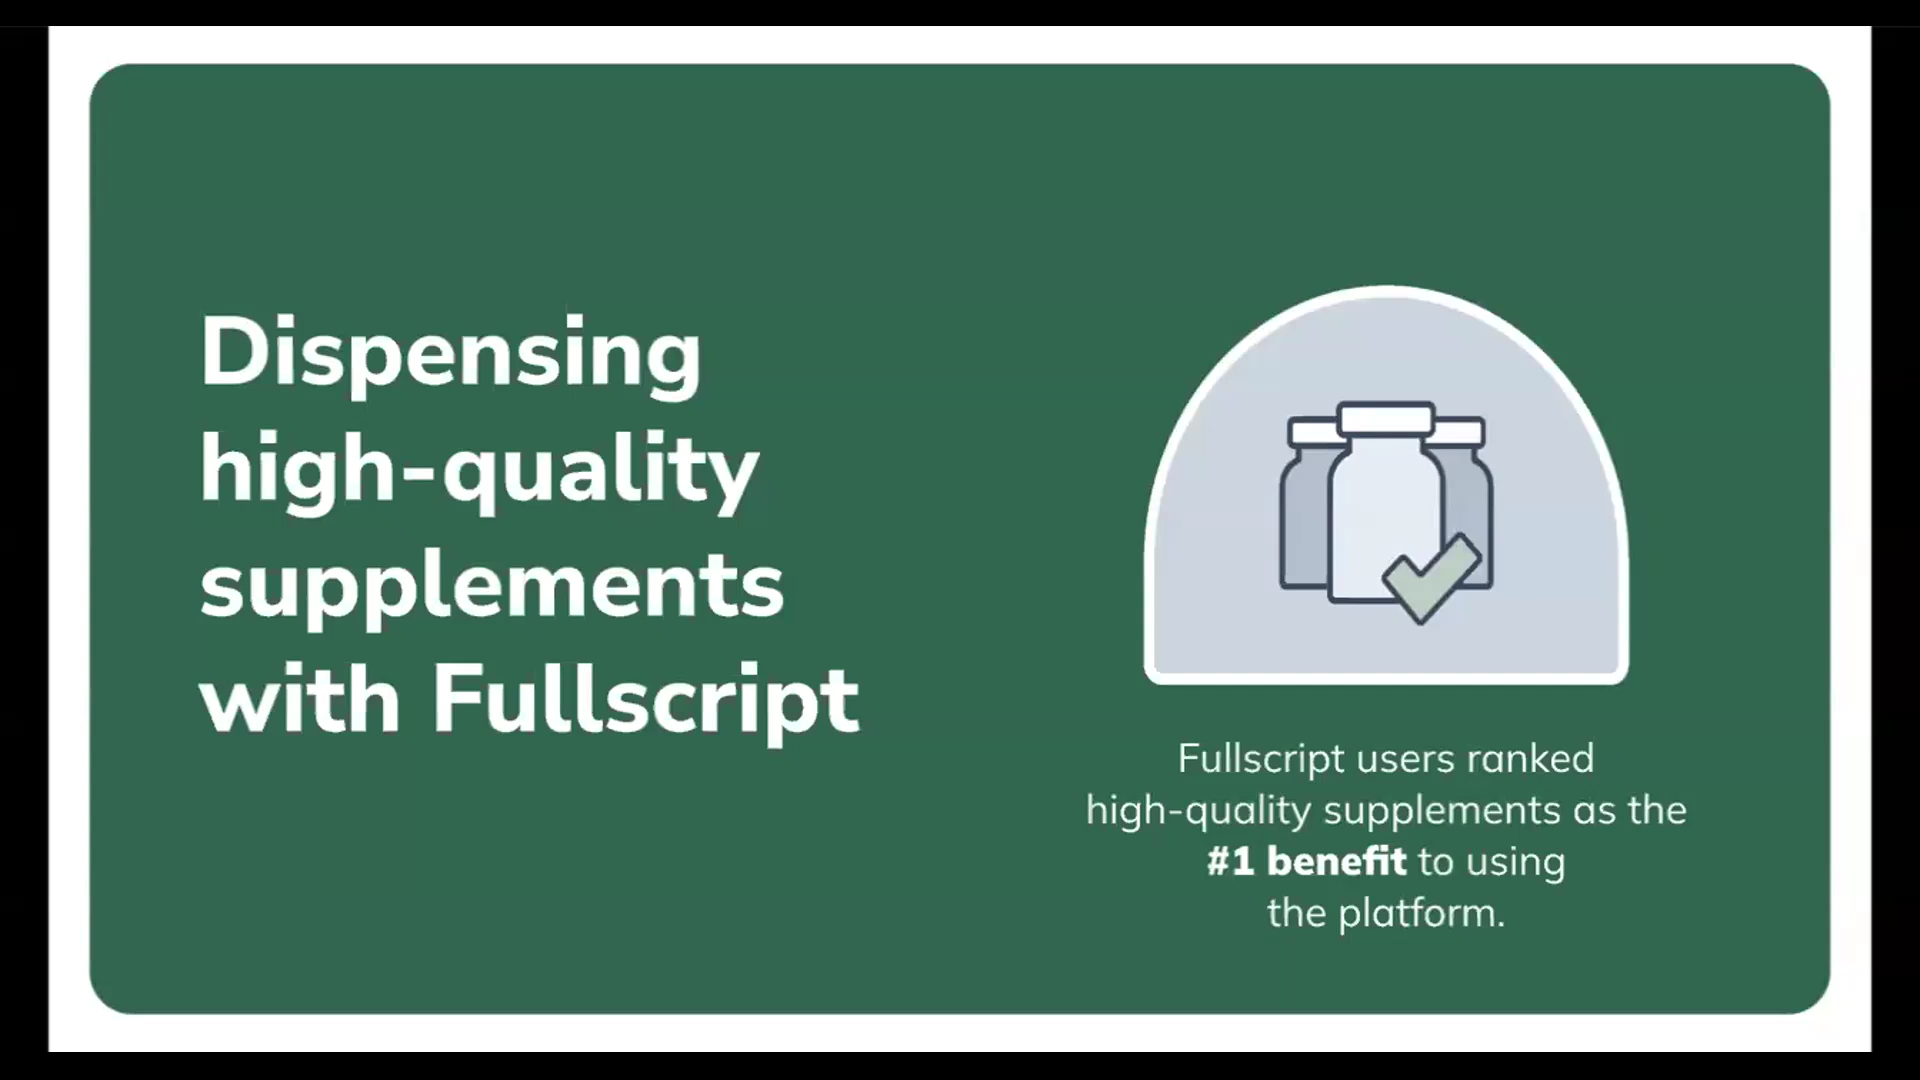 Dispensing
high-quality
supplements
with Fullscript
Fullscript users ranked
high-quality supplements as the
#1 benefit to using
the platform.